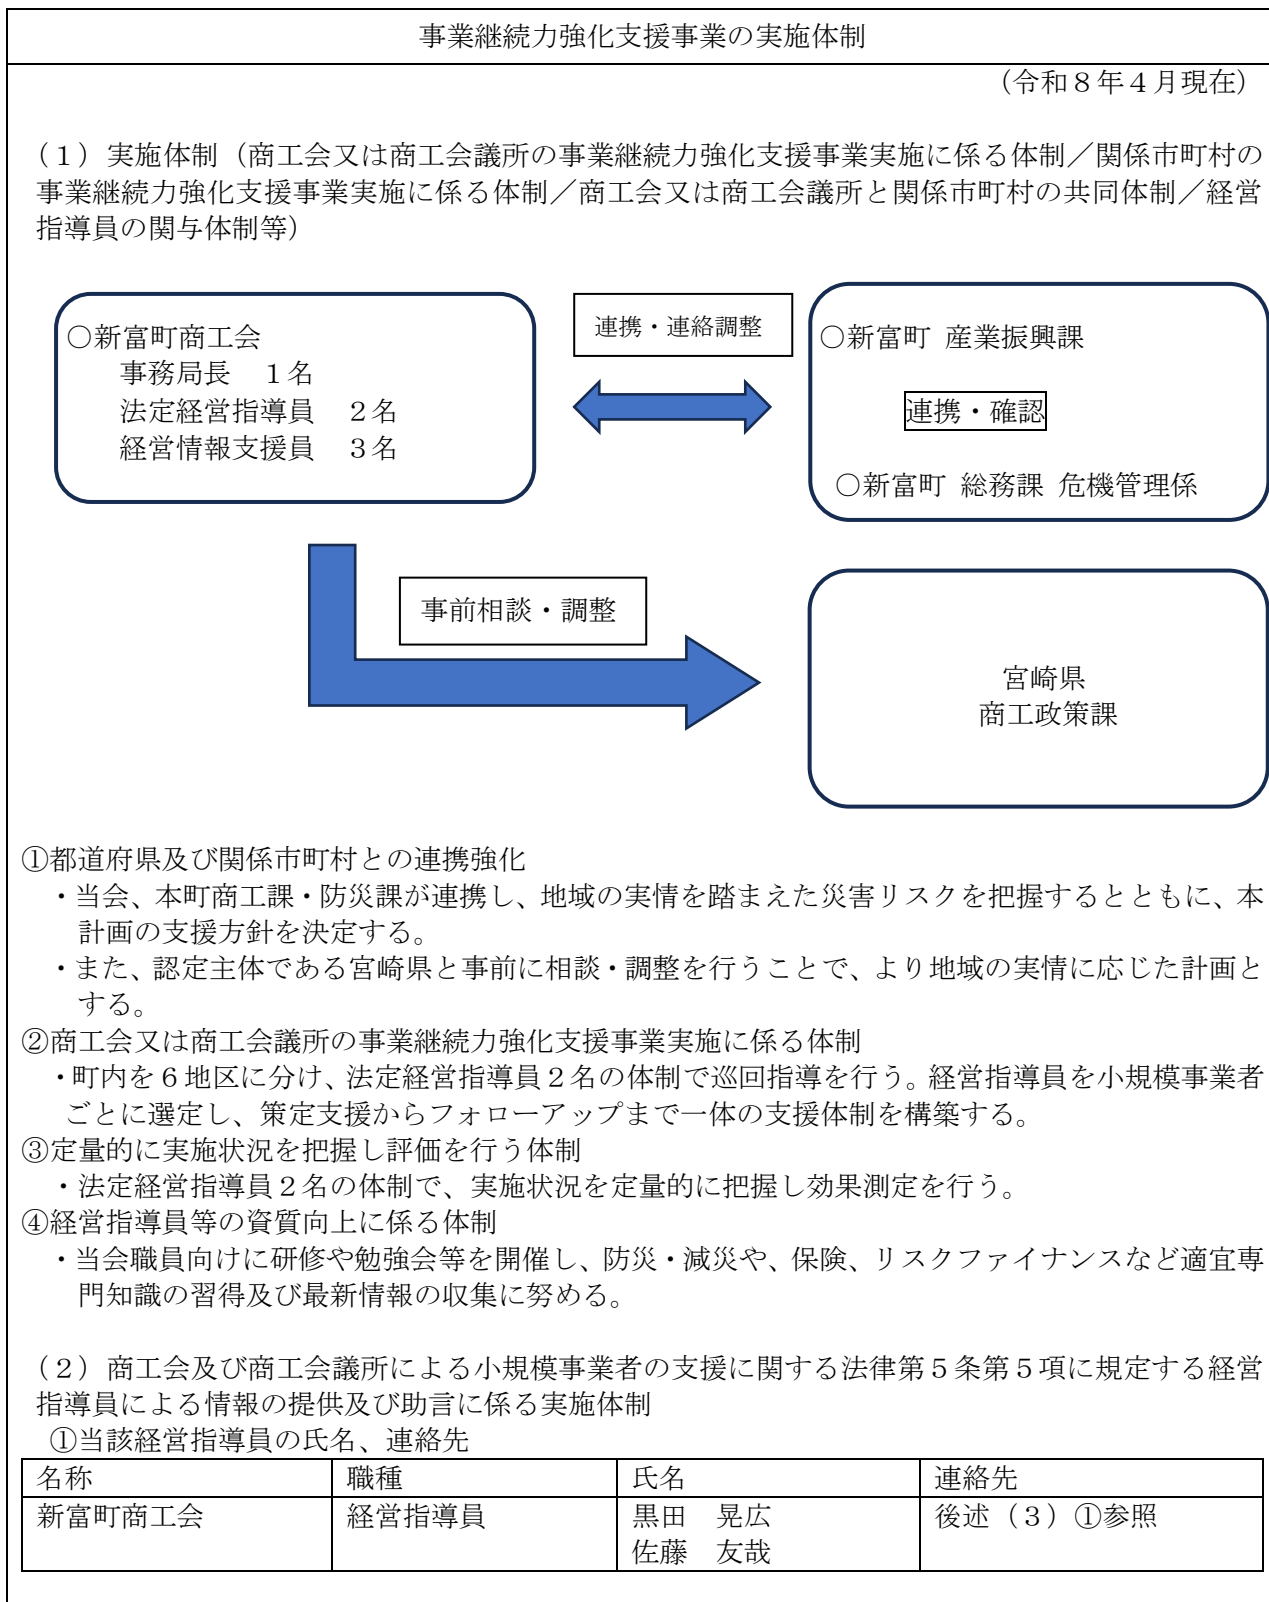 事業継続力強化支援事業の実施体制
（令和８年４月現在）
（１）実施体制（商工会又は商工会議所の事業継続力強化支援事業実施に係る体制／関係市町村の
事業継続力強化支援事業実施に係る体制／商工会又は商工会議所と関係市町村の共同体制／経営
指導員の関与体制等）
○新富町商工会
事務局長　１名
法定経営指導員　２名
経営情報支援員　３名
連携・連絡調整
○新富町 産業振興課
連携・確認
○新富町 総務課 危機管理係
事前相談・調整
宮崎県
商工政策課
①都道府県及び関係市町村との連携強化
・当会、本町商工課・防災課が連携し、地域の実情を踏まえた災害リスクを把握するとともに、本
計画の支援方針を決定する。
・また、認定主体である宮崎県と事前に相談・調整を行うことで、より地域の実情に応じた計画と
する。
②商工会又は商工会議所の事業継続力強化支援事業実施に係る体制
・町内を６地区に分け、法定経営指導員２名の体制で巡回指導を行う。経営指導員を小規模事業者
ごとに選定し、策定支援からフォローアップまで一体の支援体制を構築する。
③定量的に実施状況を把握し評価を行う体制
・法定経営指導員２名の体制で、実施状況を定量的に把握し効果測定を行う。
④経営指導員等の資質向上に係る体制
・当会職員向けに研修や勉強会等を開催し、防災・減災や、保険、リスクファイナンスなど適宜専
門知識の習得及び最新情報の収集に努める。
（２）商工会及び商工会議所による小規模事業者の支援に関する法律第５条第５項に規定する経営
指導員による情報の提供及び助言に係る実施体制
①当該経営指導員の氏名、連絡先
名称　職種　氏名　連絡先
新富町商工会　経営指導員　黒田　晃広　後述（３）①参照
佐藤　友哉